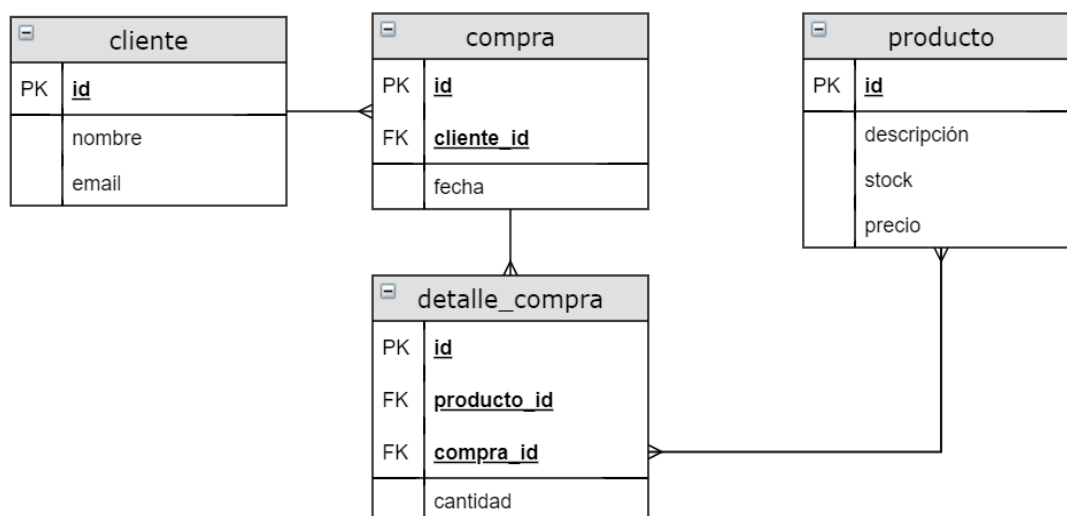 cliente
PK id
nombre
email
compra
PK id
FK cliente_id
fecha
producto
PK id
descripción
stock
precio
detalle_compra
PK id
FK producto_id
FK compra_id
cantidad